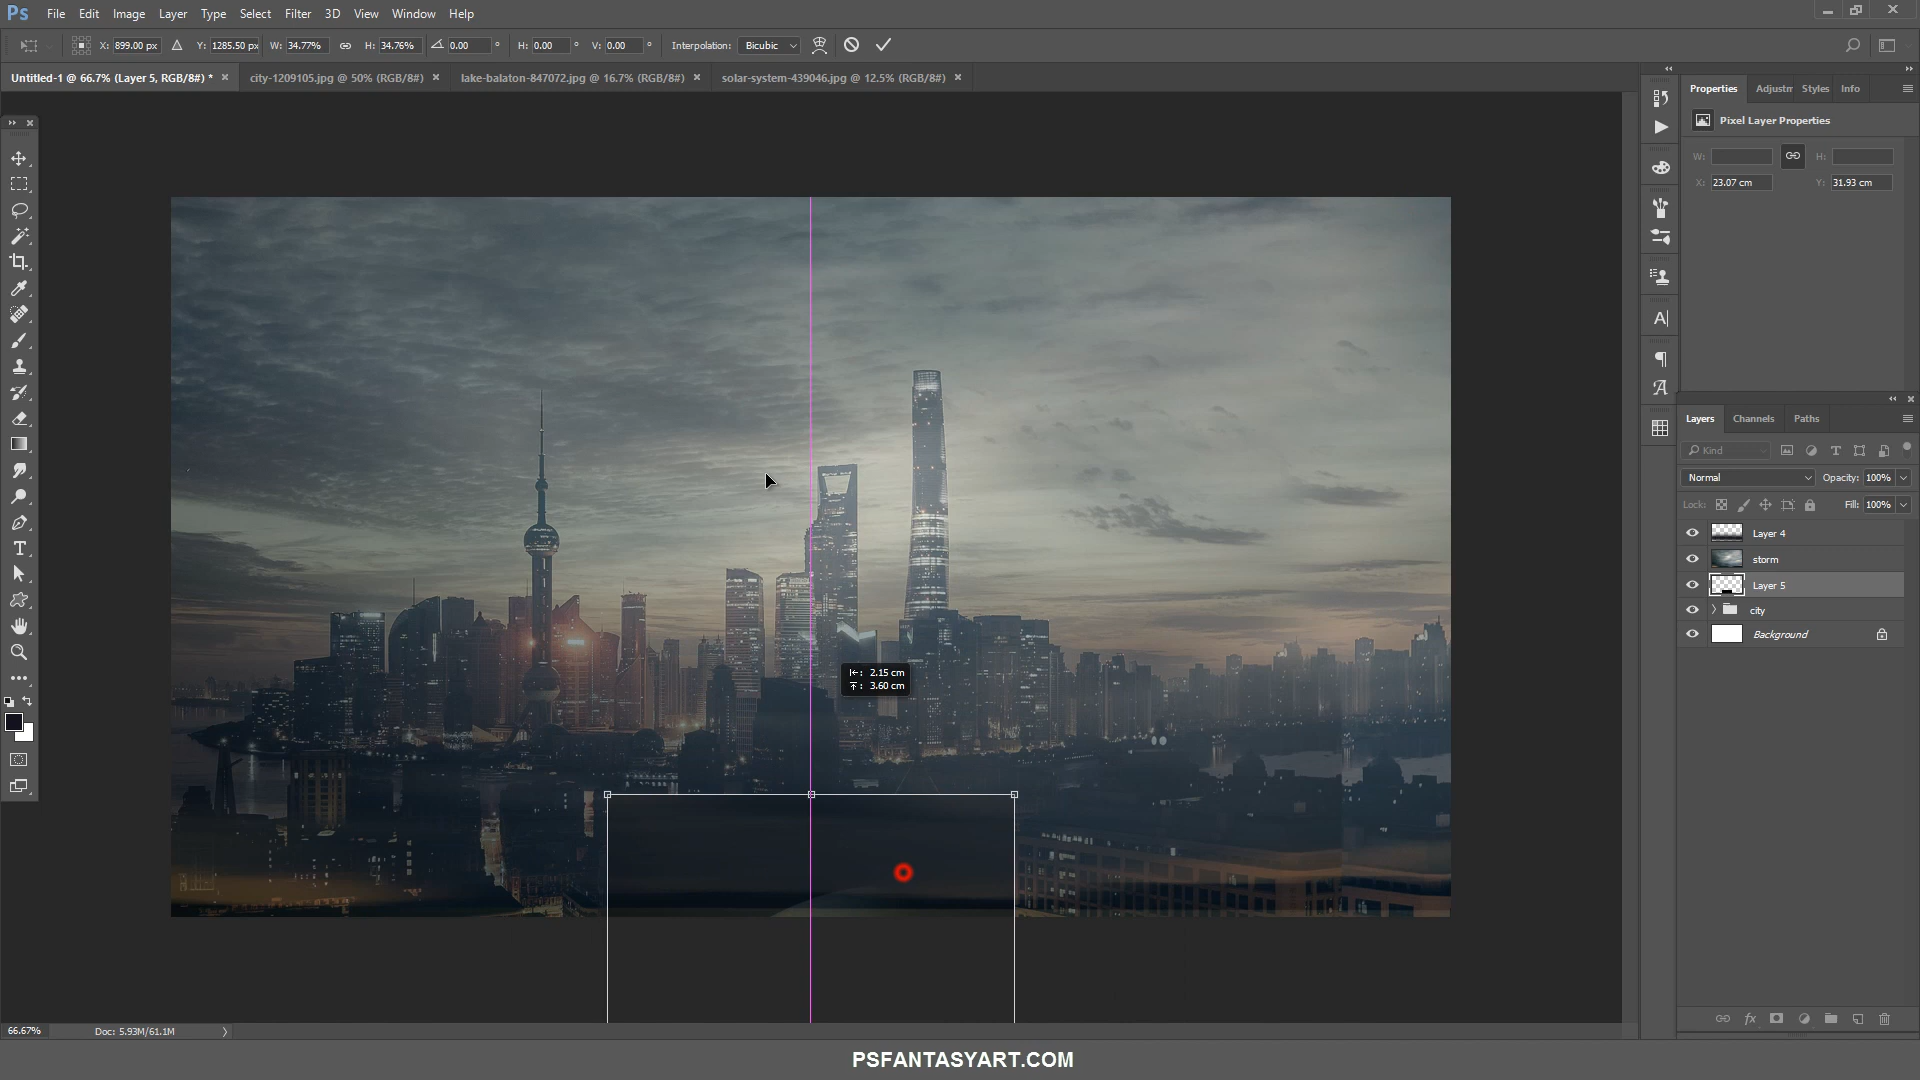 Ps File Edit Image Layer Type Select Filter 3D View Window Help
X: 899.00 px Y: 1285.50 px W: 34.77% H: 34.76% 0.00 ° H: 0.00 ° V: 0.00 ° Interpolation: Bicubic
Untitled-1 @ 66.7% (Layer 5, RGB/8#) * × city-1209105.jpg @ 50% (RGB/8#) × lake-balaton-847072.jpg @ 16.7% (RGB/8#) × solar-system-439046.jpg @ 12.5% (RGB/8#) ×
Properties Adjustm Styles Info
Pixel Layer Properties
W: H:
X: 23.07 cm Y: 31.93 cm
Layers Channels Paths
Kind
Normal Opacity: 100%
Lock: Fill: 100%
Layer 4
storm
Layer 5
city
Background
2.15 cm
3.60 cm
66.67% Doc: 5.93M/61.1M
PSFANTASYART.COM